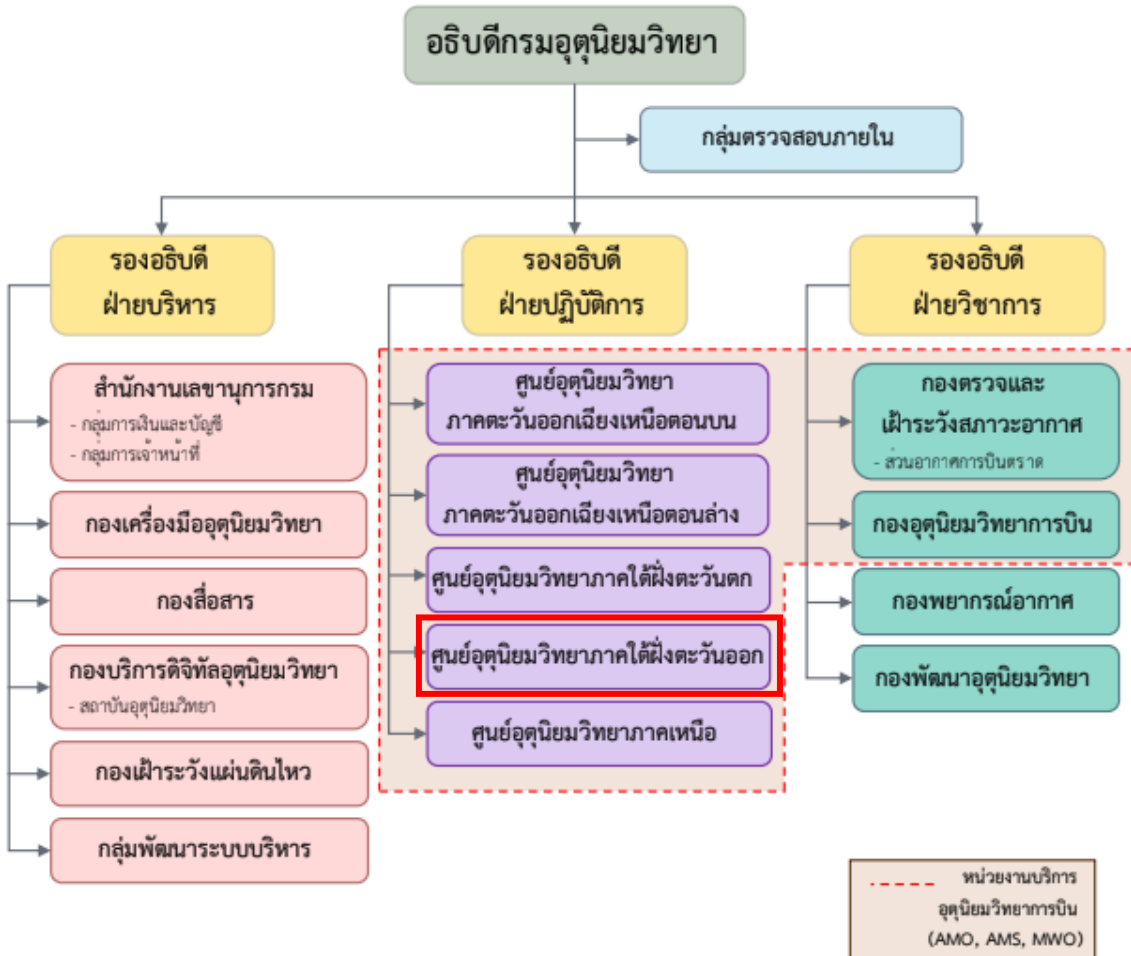 อธิบดีกรมอุตุนิยมวิทยา
กลุ่มตรวจสอบภายใน
รองอธิบดี
ฝ่ายบริหาร
สำนักงานเลขานุการกรม
- กลุ่มการเงินและบัญชี
- กลุ่มการเจ้าหน้าที่
กองเครื่องมืออุตุนิยมวิทยา
กองสื่อสาร
กองบริการดิจิทัลอุตุนิยมวิทยา
- สถาบันอุตุนิยมวิทยา
กองเฝ้าระวังแผ่นดินไหว
กลุ่มพัฒนาระบบบริหาร
รองอธิบดี
ฝ่ายปฏิบัติการ
ศูนย์อุตุนิยมวิทยา
ภาคตะวันออกเฉียงเหนือตอนบน
ศูนย์อุตุนิยมวิทยา
ภาคตะวันออกเฉียงเหนือตอนล่าง
ศูนย์อุตุนิยมวิทยาภาคใต้ฝั่งตะวันตก
ศูนย์อุตุนิยมวิทยาภาคใต้ฝั่งตะวันออก
ศูนย์อุตุนิยมวิทยาภาคเหนือ
รองอธิบดี
ฝ่ายวิชาการ
กองตรวจและ
เฝ้าระวังสภาวะอากาศ
- ส่วนอากาศการบินตราด
กองอุตุนิยมวิทยาการบิน
กองพยากรณ์อากาศ
กองพัฒนาอุตุนิยมวิทยา
หน่วยงานบริการ
อุตุนิยมวิทยาการบิน
(AMO, AMS, MWO)